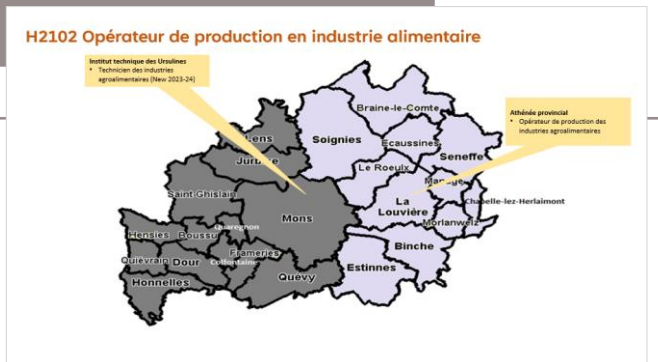 H2102 Opérateur de production en industrie alimentaire
Institut technique des Ursulines
• Technicien des industries
agroalimentaires (New 2023-24)
Athénée provincial
• Opérateur de production des
industries agroalimentaires
Braine-le-Comte
Lens
Soignies
Ecaussines
Jurbise
Seneffe
Le Roeulx
Manage
Saint-Ghislain
La
Louvière
Chapelle-lez-Herlaimont
Mons
Morlanwelz
Quaregnon
Hensies
Boussu
Binche
Frameries
Quiévrain
Dour
Colfontaine
Estinnes
Quévy
Honnelles